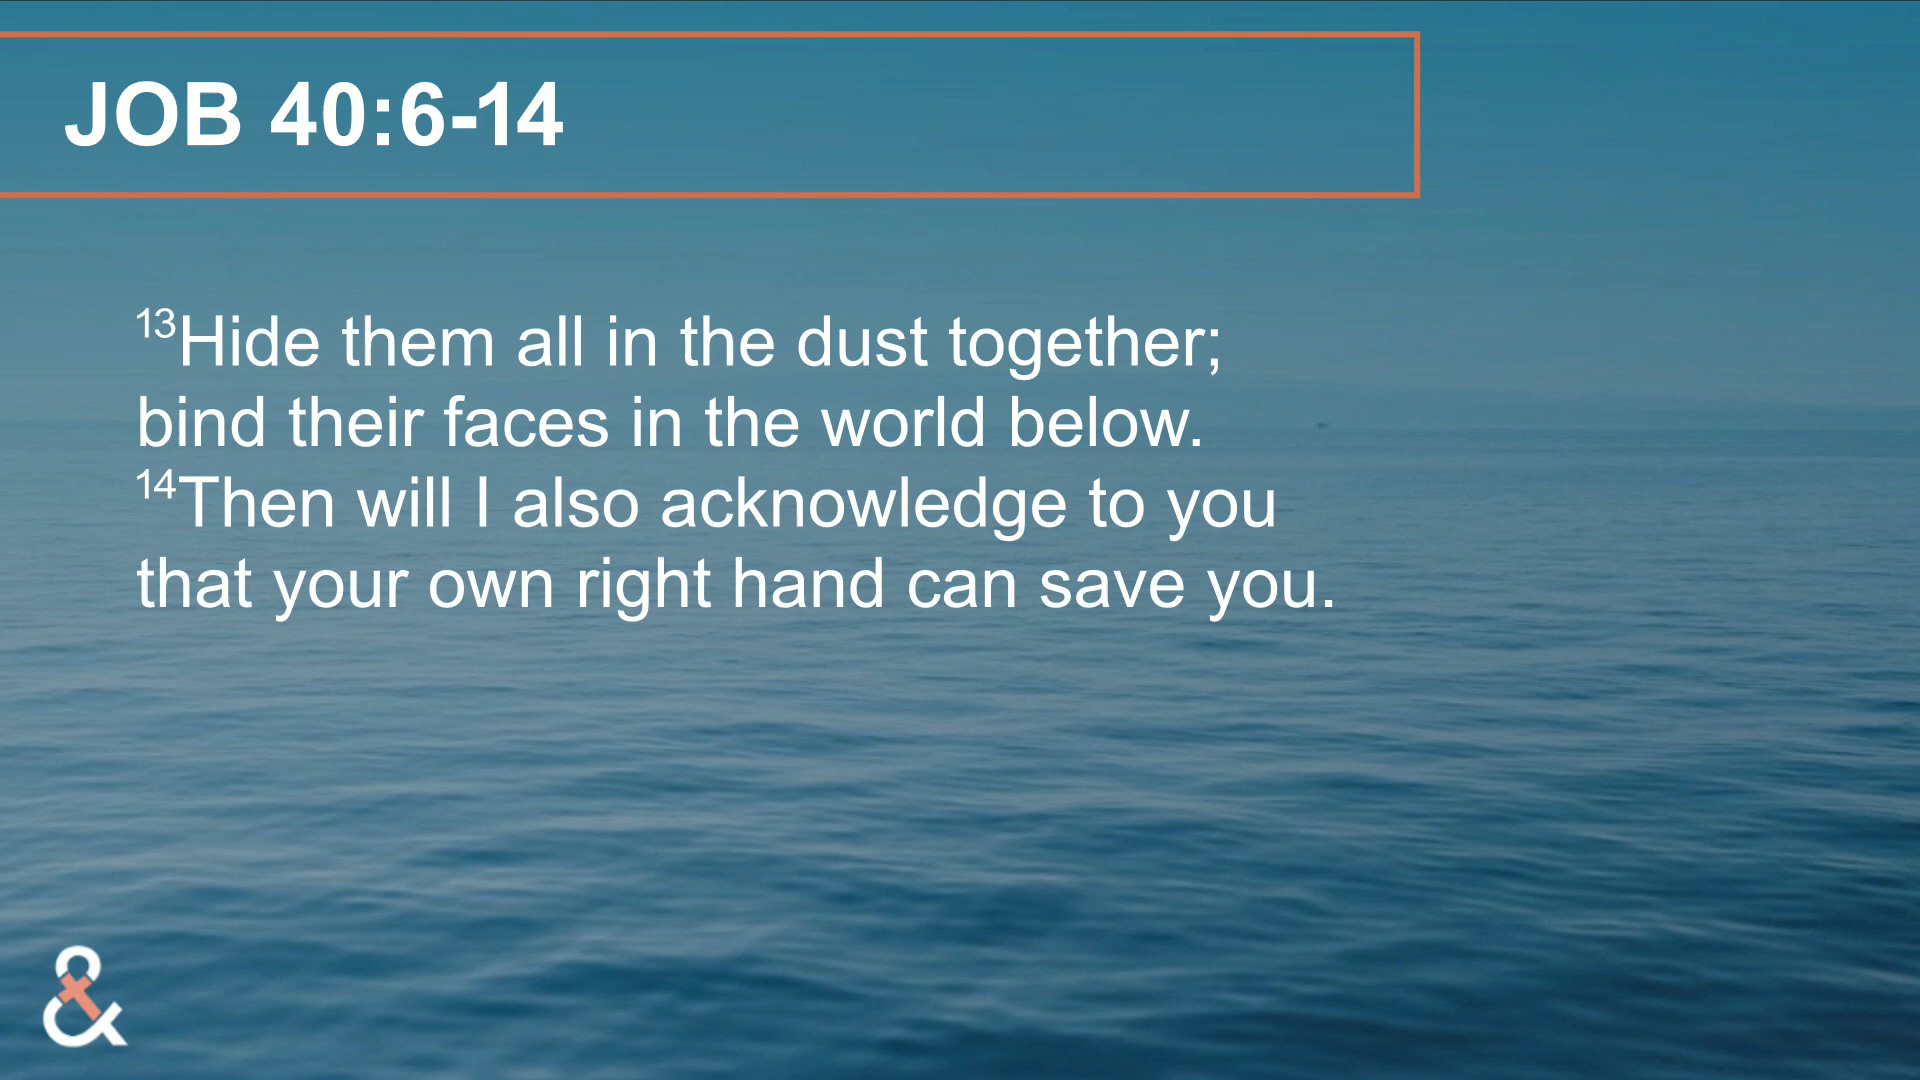 JOB 40:6-14
13Hide them all in the dust together;
bind their faces in the world below.
14Then will I also acknowledge to you
that your own right hand can save you.